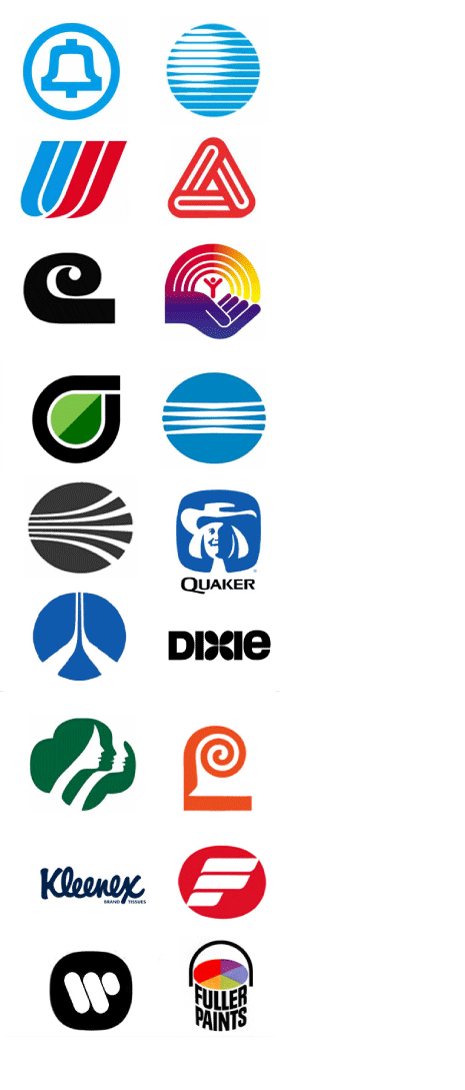 QUAKER
DIXIE
Kleenex
BRAND TISSUES
FULLER
PAINTS